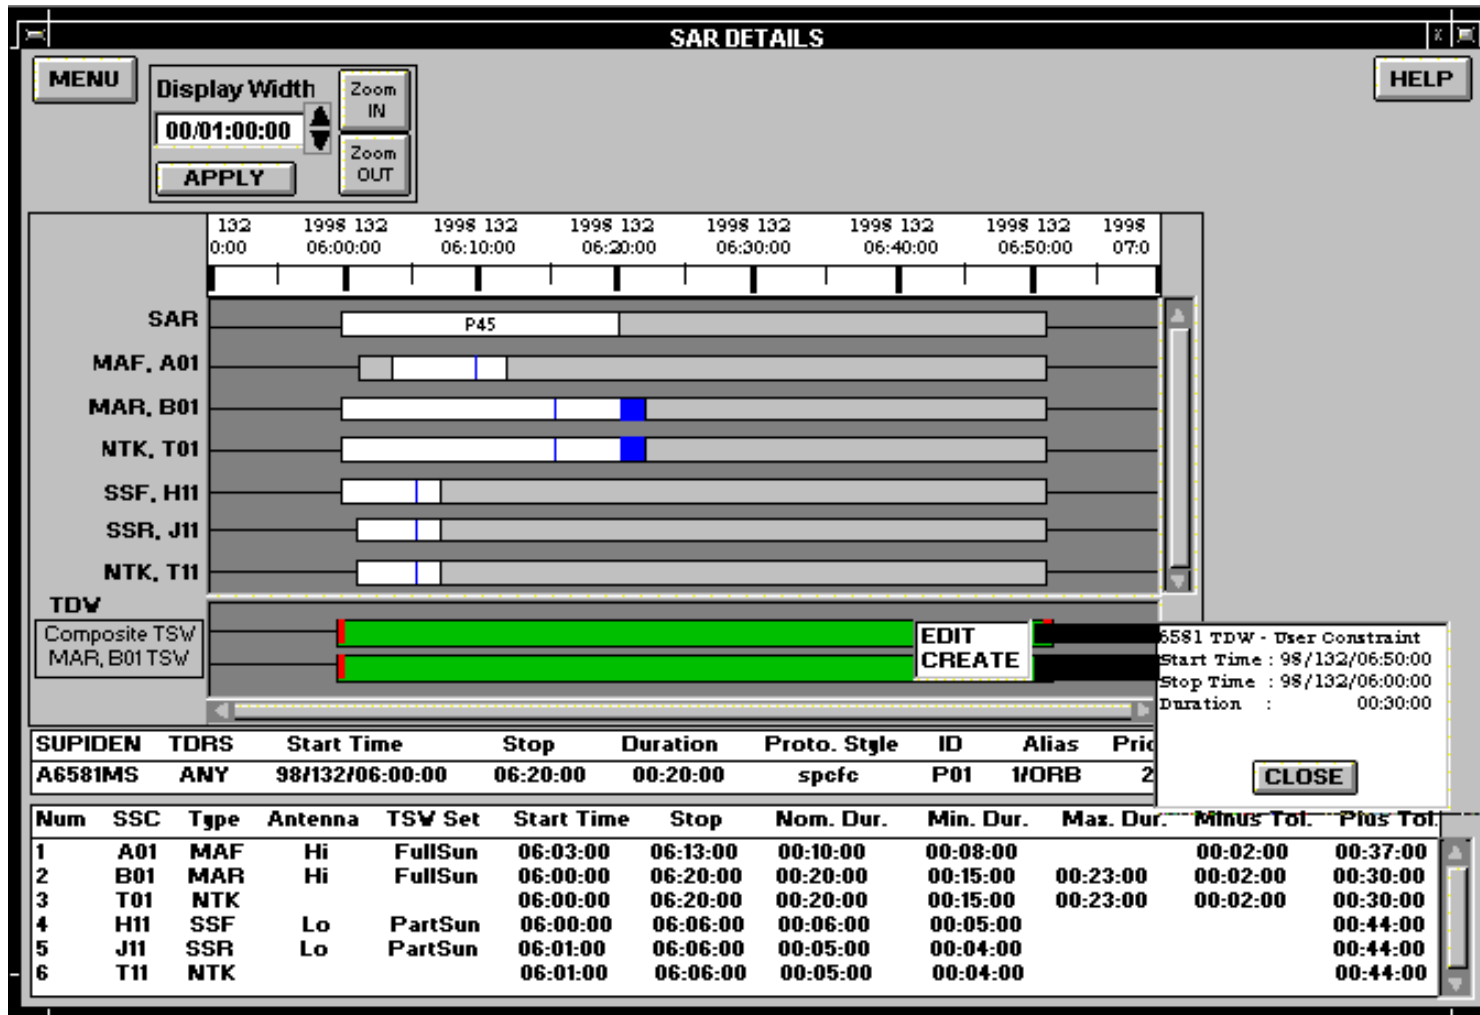 SAR DETAILS
MENU
Display Width
Zoom IN
00/01:00:00
Zoom OUT
APPLY
HELP
132 1998 132 1998 132 1998 132 1998 132 1998 132 1998 132 1998
0:00 06:00:00 06:10:00 06:20:00 06:30:00 06:40:00 06:50:00 07:0
SAR P45
MAF, A01
MAR, B01
NTK, T01
SSF, H11
SSR, J11
NTK, T11
TDW
Composite TSW
MAR, B01 TSW
EDIT
CREATE
6581 TDW - User Constraint
Start Time : 98/132/06:50:00
Stop Time : 98/132/06:00:00
Duration : 00:30:00
CLOSE
SUPIDEN TDRS Start Time Stop Duration Proto. Style ID Alias Pric
A6581MS ANY 98/132/06:00:00 06:20:00 00:20:00 spcfc P01 1/ORB 2
Num SSC Type Antenna TSW Set Start Time Stop Nom. Dur. Min. Dur. Max. Dur. Minus Tol. Plus Tol.
1 A01 MAF Hi FullSun 06:03:00 06:13:00 00:10:00 00:08:00 00:02:00 00:37:00
2 B01 MAR Hi FullSun 06:00:00 06:20:00 00:20:00 00:15:00 00:23:00 00:02:00 00:30:00
3 T01 NTK 06:00:00 06:20:00 00:20:00 00:15:00 00:23:00 00:02:00 00:30:00
4 H11 SSF Lo PartSun 06:00:00 06:06:00 00:06:00 00:05:00 00:44:00
5 J11 SSR Lo PartSun 06:01:00 06:06:00 00:05:00 00:04:00 00:44:00
6 T11 NTK 06:01:00 06:06:00 00:05:00 00:04:00 00:44:00